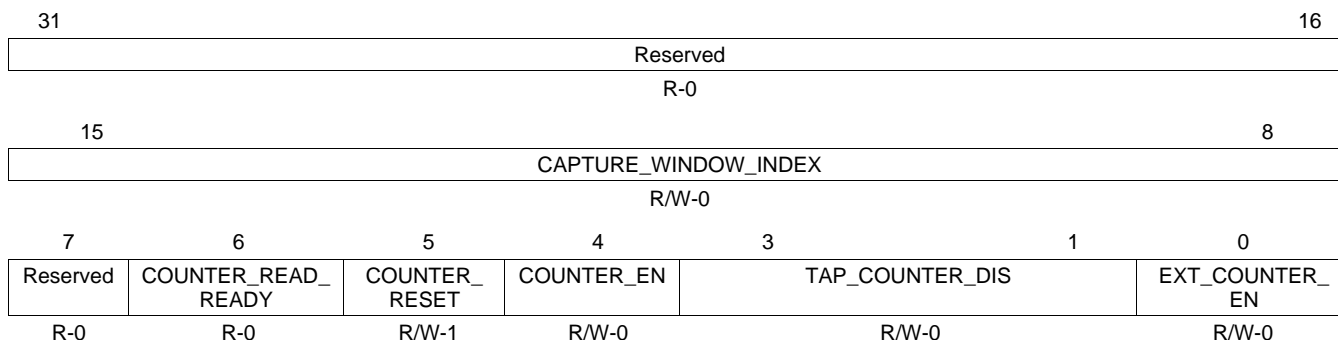 31 16
Reserved
R-0
15 8
CAPTURE_WINDOW_INDEX
R/W-0
7 6 5 4 3 1 0
Reserved COUNTER_READ_ COUNTER_ COUNTER_EN TAP_COUNTER_DIS EXT_COUNTER_
READY RESET EN
R-0 R-0 R/W-1 R/W-0 R/W-0 R/W-0